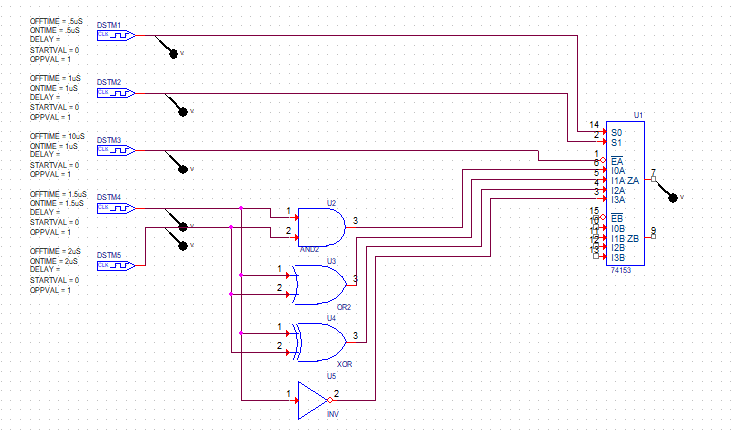 OFFTIME = .5uS
ONTIME = .5uS
DELAY =
STARTVAL = 0
OPPVAL = 1
DSTM1
CLK
V
OFFTIME = 1uS
ONTIME = 1uS
DELAY =
STARTVAL = 0
OPPVAL = 1
DSTM2
CLK
V
OFFTIME = 10uS
ONTIME = 1uS
DELAY =
STARTVAL = 0
OPPVAL = 1
DSTM3
CLK
V
OFFTIME = 1.5uS
ONTIME = 1.5uS
DELAY =
STARTVAL = 0
OPPVAL = 1
DSTM4
CLK
V
OFFTIME = 2uS
ONTIME = 2uS
DELAY =
STARTVAL = 0
OPPVAL = 1
DSTM5
CLK
V
U2
1
2
3
AND2
U3
1
2
3
OR2
U4
1
2
3
XOR
U5
1
2
INV
U1
14 S0
2 S1
1 EA
6 I0A
5 I1A ZA 7
4 I2A
3 I3A
15 EB
10 I0B
11 I1B ZB 9
12 I2B
13 I3B
74153
V